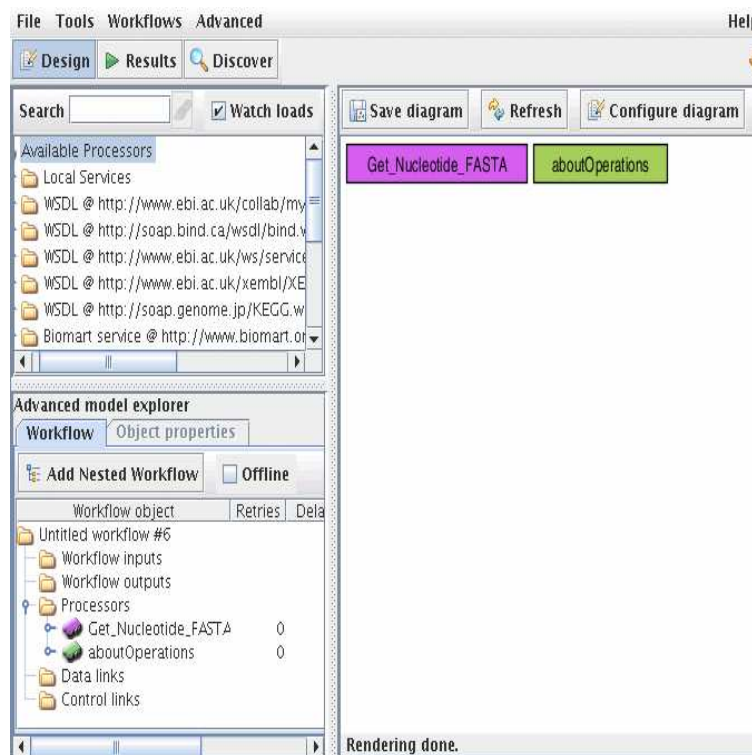 File Tools Workflows Advanced Help
Design Results Discover
Search Watch loads
Available Processors
Local Services
WSDL @ http://www.ebi.ac.uk/collab/my
WSDL @ http://soap.bind.ca/wsdl/bind.v
WSDL @ http://www.ebi.ac.uk/ws/service
WSDL @ http://www.ebi.ac.uk/xembl/XE
WSDL @ http://soap.genome.jp/KEGG.w
Biomart service @ http://www.biomart.or
Advanced model explorer
Workflow Object properties
Add Nested Workflow Offline
Workflow object Retries Dela
Untitled workflow #6
Workflow inputs
Workflow outputs
Processors
Get_Nucleotide_FASTA 0
aboutOperations 0
Data links
Control links
Save diagram Refresh Configure diagram
Get_Nucleotide_FASTA aboutOperations
Rendering done.